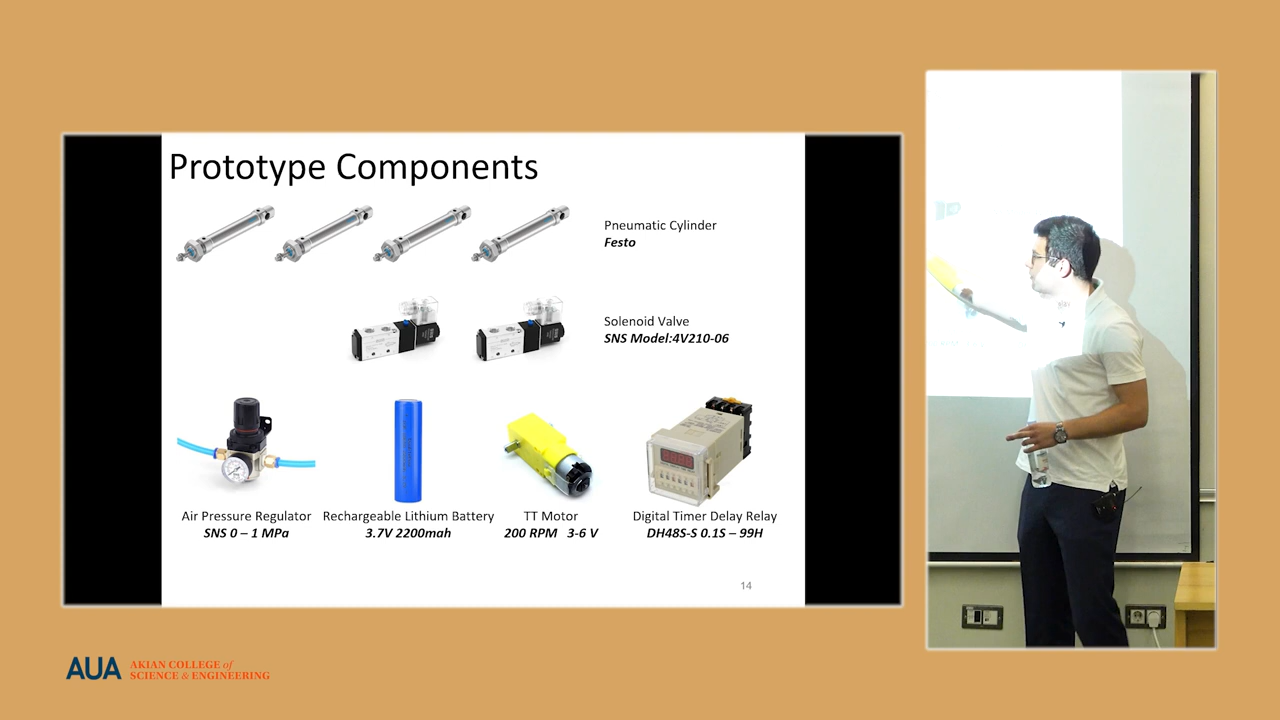 Prototype Components
Pneumatic Cylinder
Festo
Solenoid Valve
SNS Model:4V210-06
Air Pressure Regulator
SNS 0 – 1 MPa
Rechargeable Lithium Battery
3.7V 2200mah
TT Motor
200 RPM 3-6 V
Digital Timer Delay Relay
DH48S-S 0.1S – 99H
14
AUA
AKIAN COLLEGE of
SCIENCE & ENGINEERING